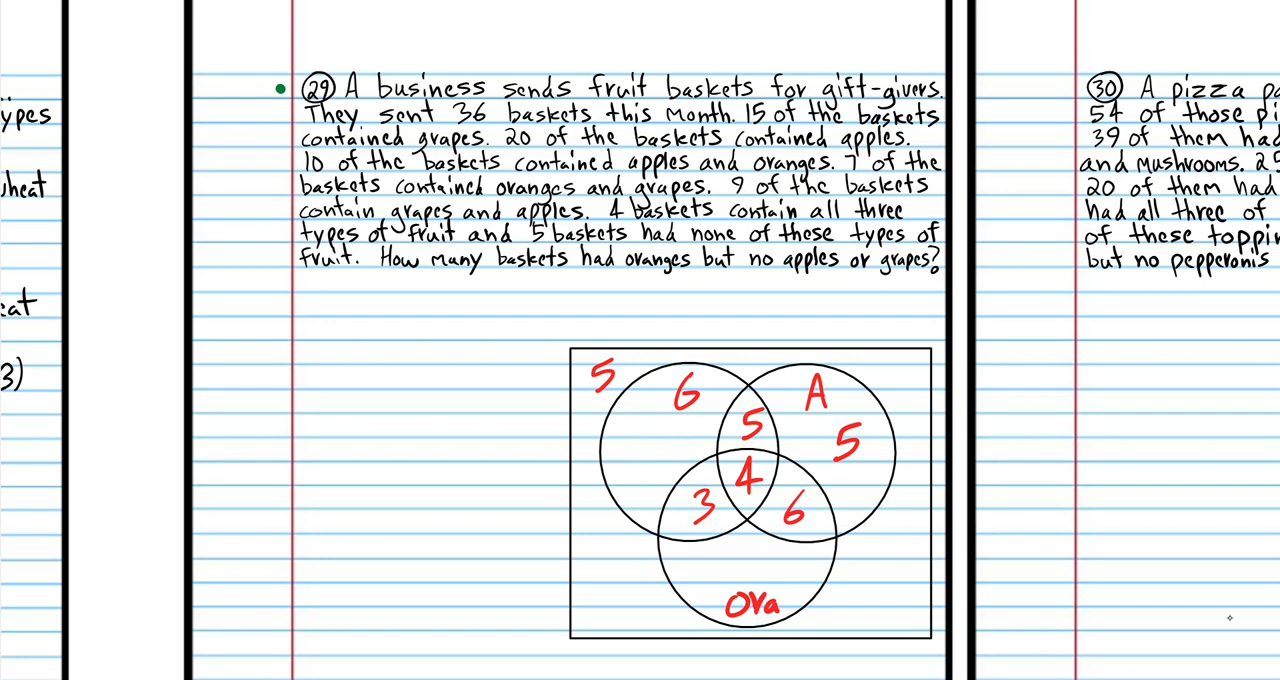 ypes
wheat
eat
3)
29 A business sends fruit baskets for gift-givers.
They sent 36 baskets this month. 15 of the baskets
contained grapes. 20 of the baskets contained apples.
10 of the baskets contained apples and oranges. 7 of the
baskets contained oranges and grapes. 9 of the baskets
contain grapes and apples. 4 baskets contain all three
types of fruit and 5 baskets had none of these types of
fruit. How many baskets had oranges but no apples or grapes?
5 G A
5 5
4
3 6
Ora
30 A pizza pa
54 of those pi
39 of them had
and mushrooms. 25
20 of them had
had all three of
of these toppin
but no pepperonis